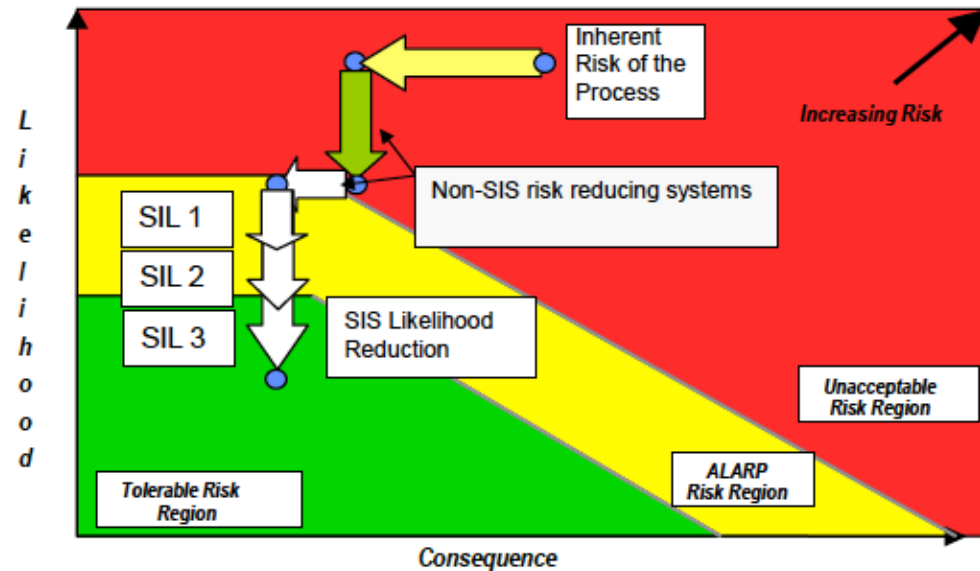 Inherent
Risk of the
Process
Increasing Risk
Likelihood
Non-SIS risk reducing systems
SIL 1
SIL 2
SIL 3
SIS Likelihood
Reduction
Unacceptable
Risk Region
ALARP
Risk Region
Tolerable Risk
Region
Consequence